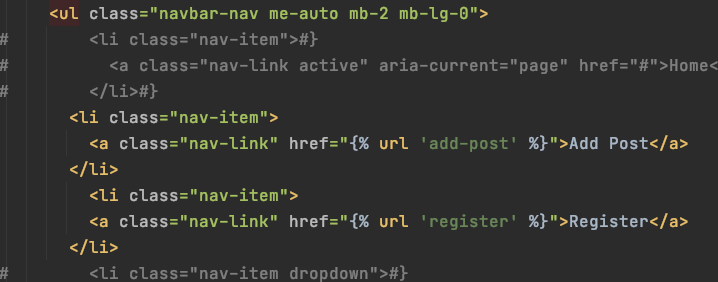 <ul class="navbar-nav me-auto mb-2 mb-lg-0">
# <li class="nav-item">#}
# <a class="nav-link active" aria-current="page" href="#">Home<
# </li>#}
<li class="nav-item">
<a class="nav-link" href="{% url 'add-post' %}">Add Post</a>
</li>
<li class="nav-item">
<a class="nav-link" href="{% url 'register' %}">Register</a>
</li>
# <li class="nav-item dropdown">#}